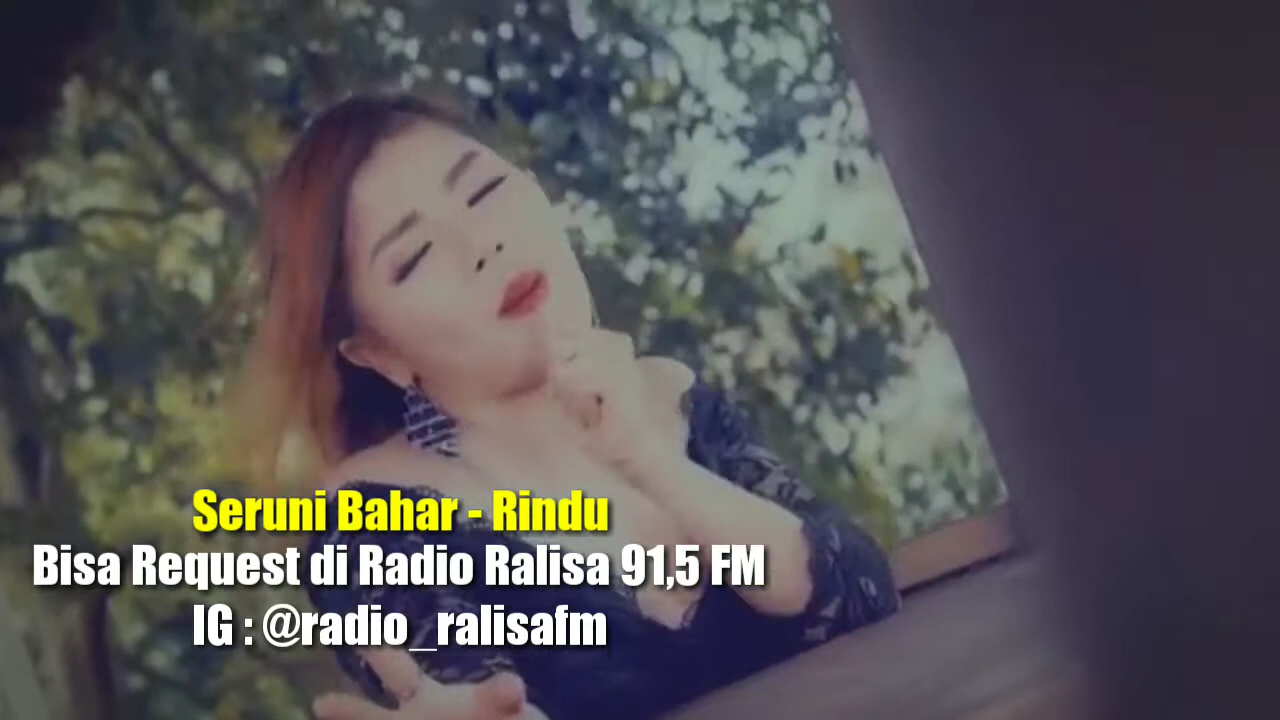 Seruni Bahar - Rindu
Bisa Request di Radio Ralisa 91,5 FM
IG : @radio_ralisafm